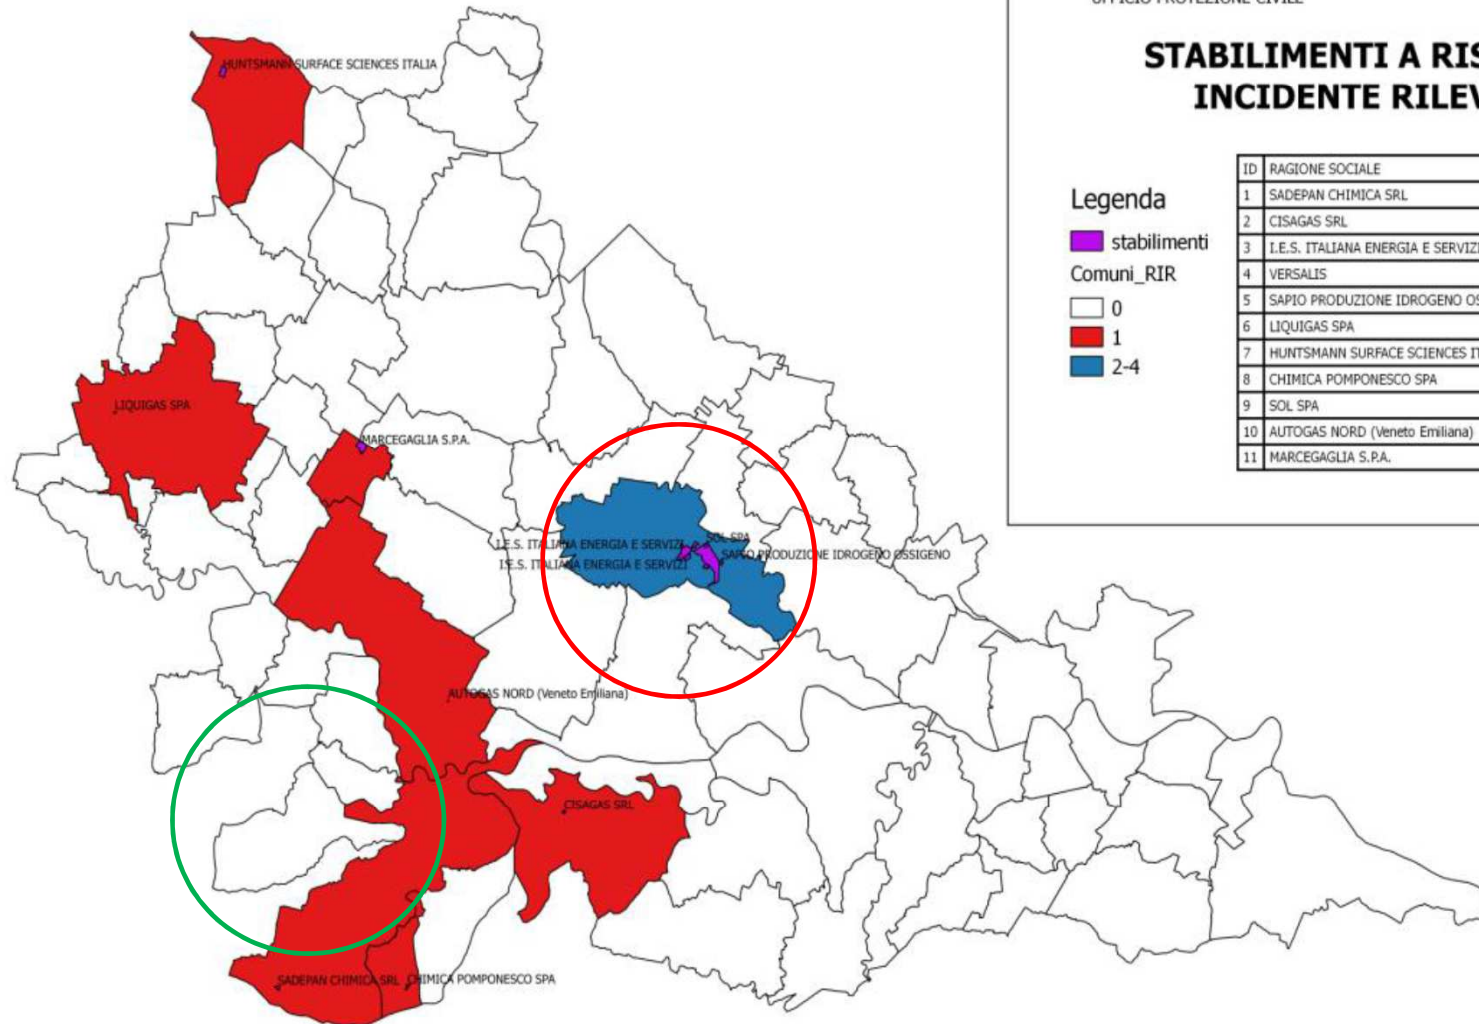 UFFICIO PROTEZIONE CIVILE
STABILIMENTI A RIS
INCIDENTE RILEV
Legenda
stabilimenti
Comuni_RIR
0
1
2-4
ID RAGIONE SOCIALE
1 SADEPAN CHIMICA SRL
2 CISAGAS SRL
3 I.E.S. ITALIANA ENERGIA E SERVIZI
4 VERSALIS
5 SAPIO PRODUZIONE IDROGENO OS
6 LIQUIGAS SPA
7 HUNTSMANN SURFACE SCIENCES IT
8 CHIMICA POMPONESCO SPA
9 SOL SPA
10 AUTOGAS NORD (Veneto Emiliana)
11 MARCEGAGLIA S.P.A.
HUNTSMANN SURFACE SCIENCES ITALIA
LIQUIGAS SPA
MARCEGAGLIA S.P.A.
SOL SPA
I.E.S. ITALIANA ENERGIA E SERVIZI
SAPIO PRODUZIONE IDROGENO OSSIGENO
I.E.S. ITALIANA ENERGIA E SERVIZI
AUTOGAS NORD (Veneto Emiliana)
CISAGAS SRL
SADEPAN CHIMICA SRL
CHIMICA POMPONESCO SPA